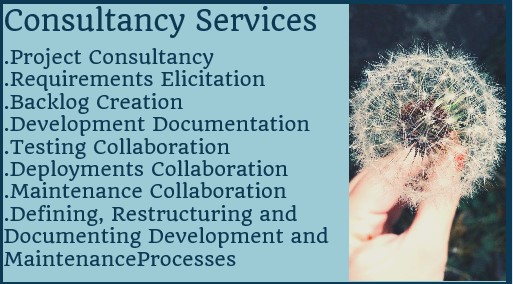 Consultancy Services
.Project Consultancy
.Requirements Elicitation
.Backlog Creation
.Development Documentation
.Testing Collaboration
.Deployments Collaboration
.Maintenance Collaboration
.Defining, Restructuring and
Documenting Development and
MaintenanceProcesses